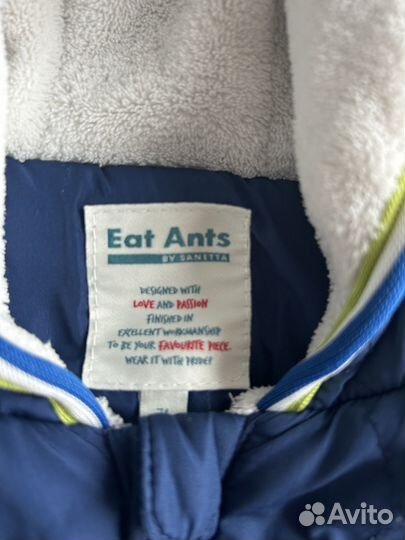 Eat Ants
BY SANETTA
DESIGNED WITH
LOVE AND PASSION
FINISHED IN
EXCELLENT WORKMANSHIP
TO BE YOUR FAVOURITE PIECE.
WEAR IT WITH PRIDE!
Avito